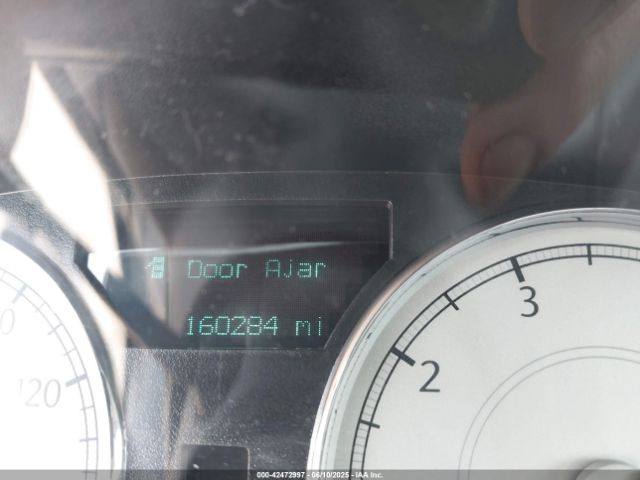 Door Ajar
160284 mi
120
2
3
000-42472997 - 06/10/2025 - IAA Inc.